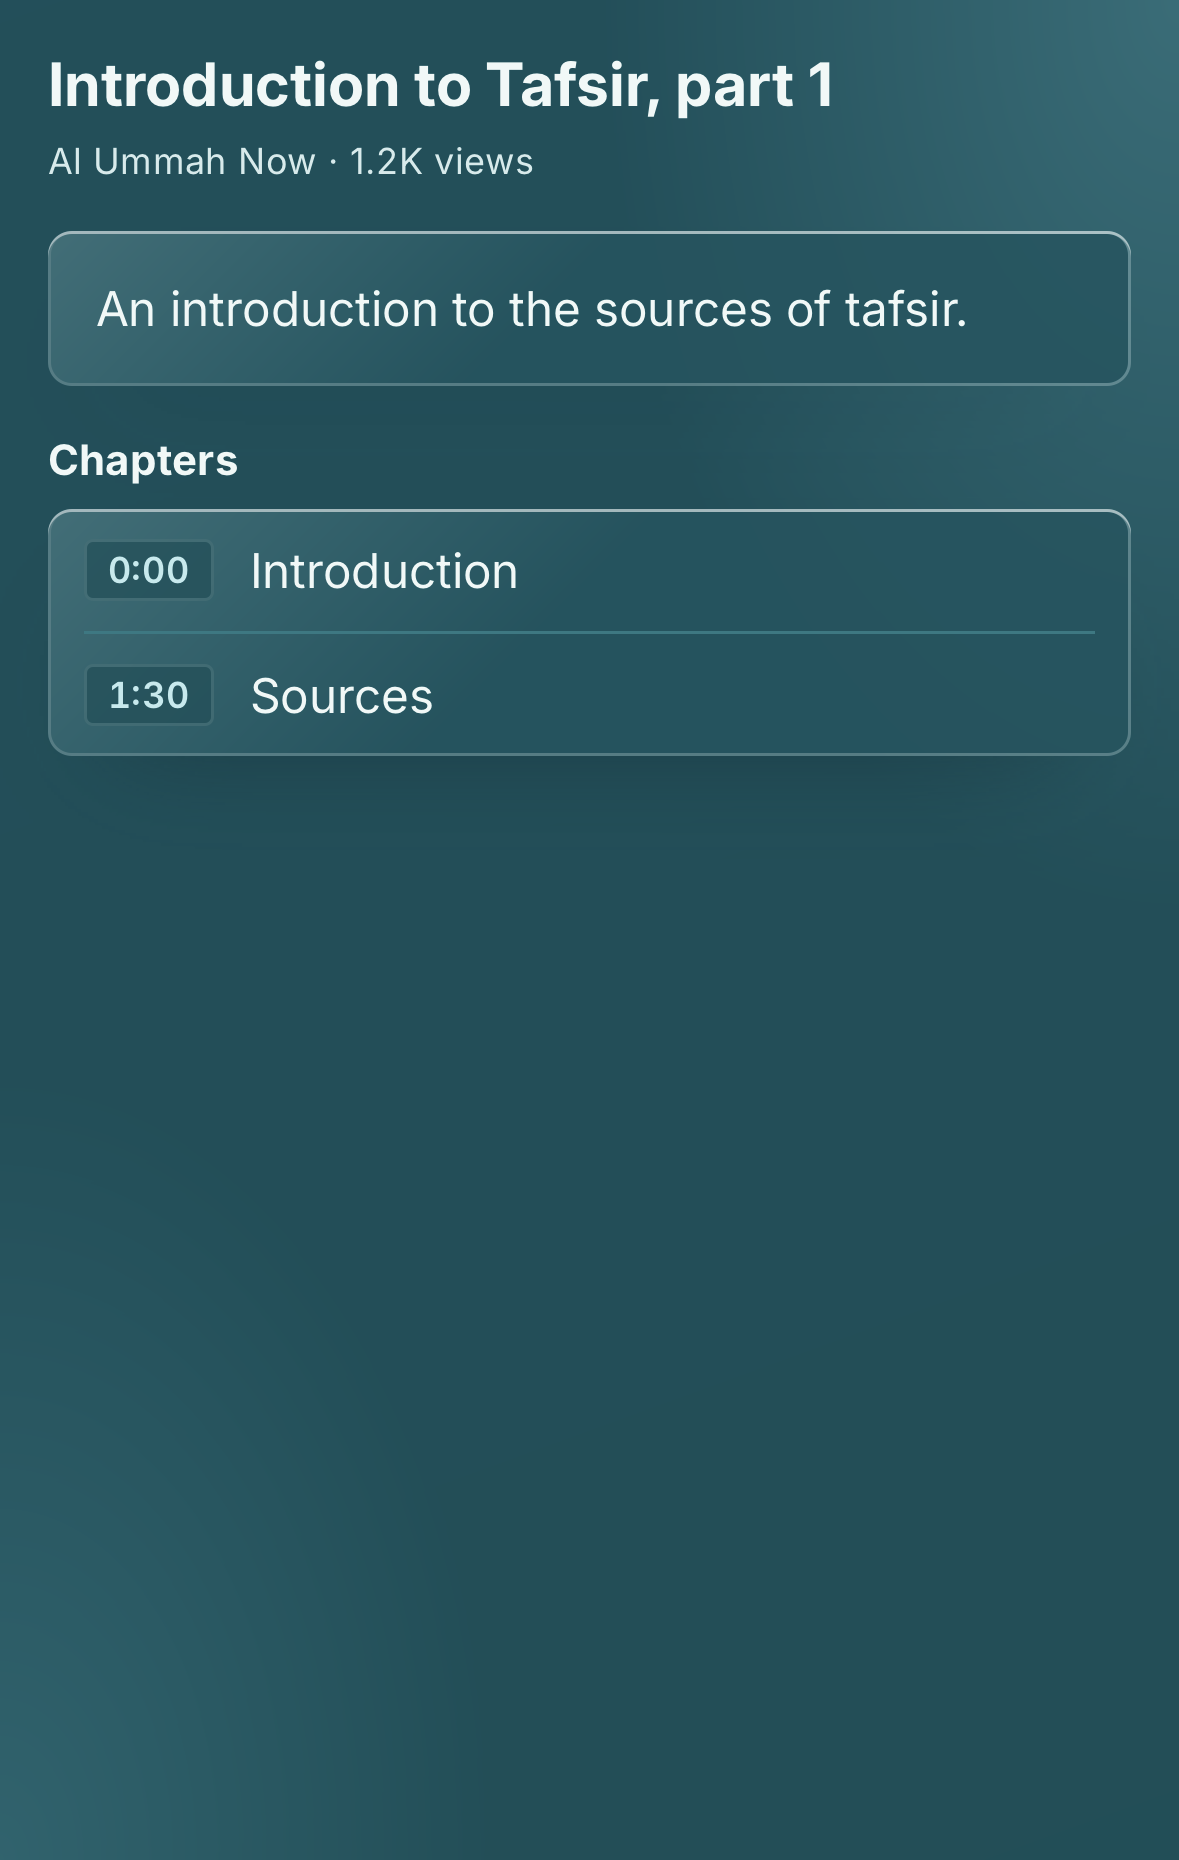 Introduction to Tafsir, part 1
Al Ummah Now · 1.2K views
An introduction to the sources of tafsir.
Chapters
0:00 Introduction
1:30 Sources